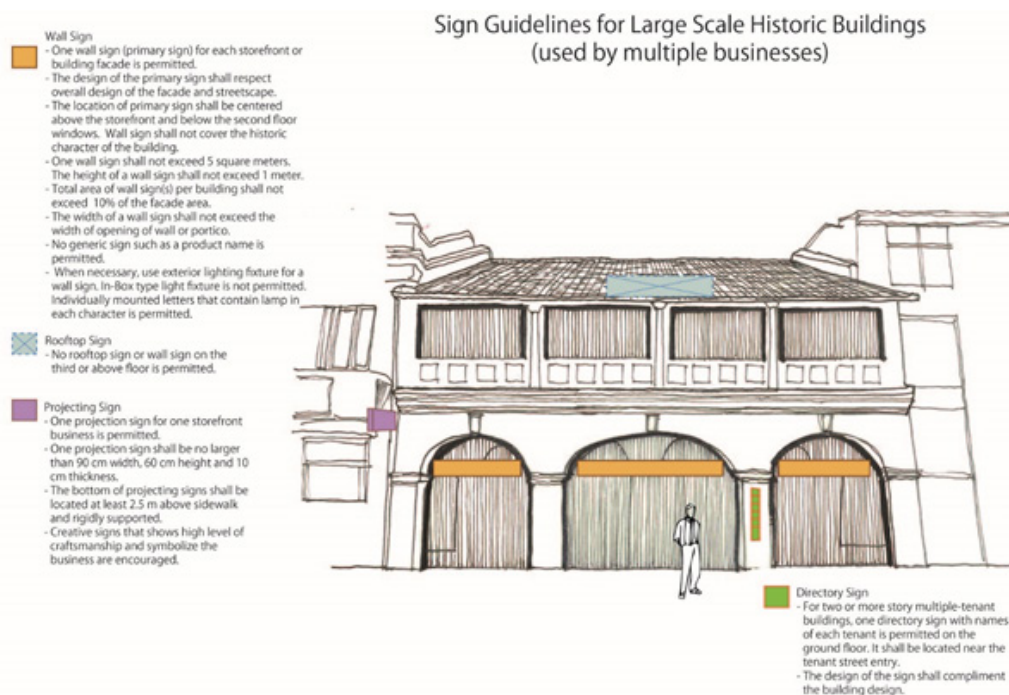 Sign Guidelines for Large Scale Historic Buildings
(used by multiple businesses)
Wall Sign
- One wall sign (primary sign) for each storefront or
building facade is permitted.
- The design of the primary sign shall respect
overall design of the facade and streetscape.
- The location of primary sign shall be centered
above the storefront and below the second floor
windows. Wall sign shall not cover the historic
character of the building.
- One wall sign shall not exceed 5 square meters.
The height of a wall sign shall not exceed 1 meter.
- Total area of wall sign(s) per building shall not
exceed 10% of the facade area.
- The width of a wall sign shall not exceed the
width of opening of wall or portico.
- No generic sign such as a product name is
permitted.
- When necessary, use exterior lighting fixture for a
wall sign. In-Box type light fixture is not permitted.
Individually mounted letters that contain lamp in
each character is permitted.
Rooftop Sign
- No rooftop sign or wall sign on the
third or above floor is permitted.
Projecting Sign
- One projection sign for one storefront
business is permitted.
- One projection sign shall be no larger
than 90 cm width, 60 cm height and 10
cm thickness.
- The bottom of projecting signs shall be
located at least 2.5 m above sidewalk
and rigidly supported.
- Creative signs that shows high level of
craftsmanship and symbolize the
business are encouraged.
Directory Sign
- For two or more story multiple-tenant
buildings, one directory sign with names
of each tenant is permitted on the
ground floor. It shall be located near the
tenant street entry.
- The design of the sign shall compliment
the building design.